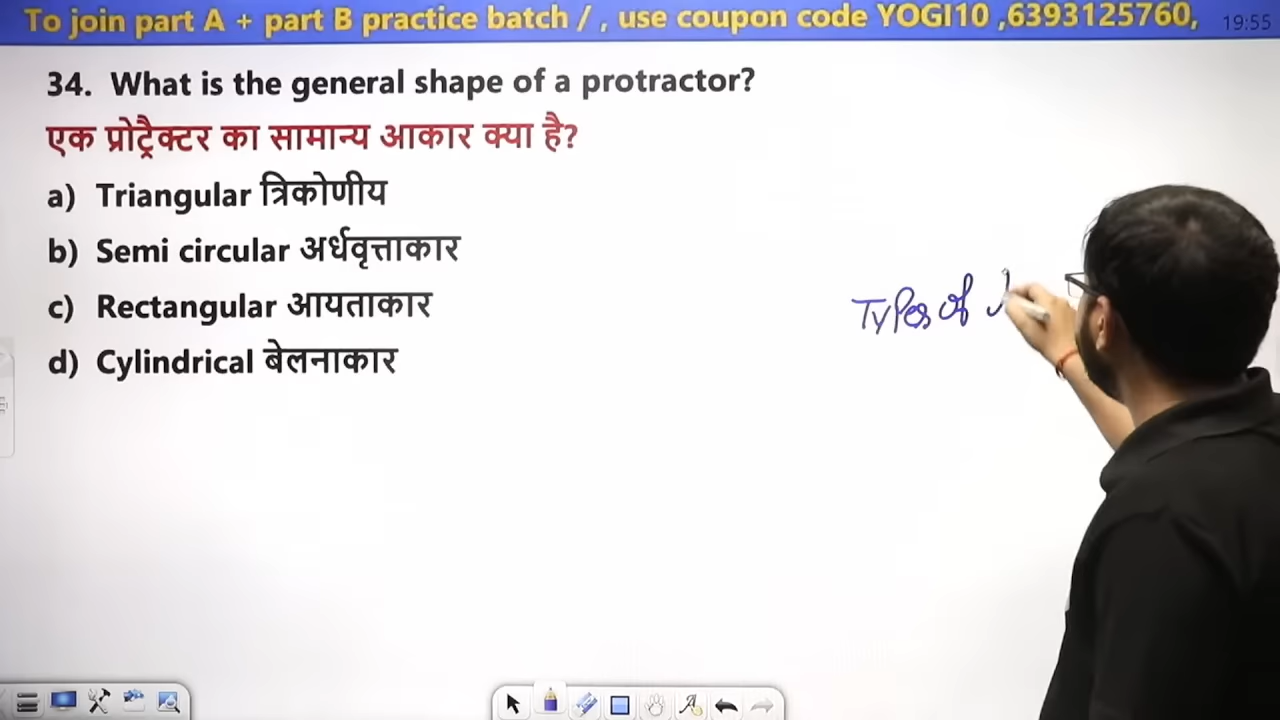 To join part A + part B practice batch / , use coupon code YOGI10 ,6393125760,
19:55
34. What is the general shape of a protractor?
एक प्रोट्रैक्टर का सामान्य आकार क्या है?
a) Triangular त्रिकोणीय
b) Semi circular अर्धवृत्ताकार
c) Rectangular आयताकार
d) Cylindrical बेलनाकार
Types of